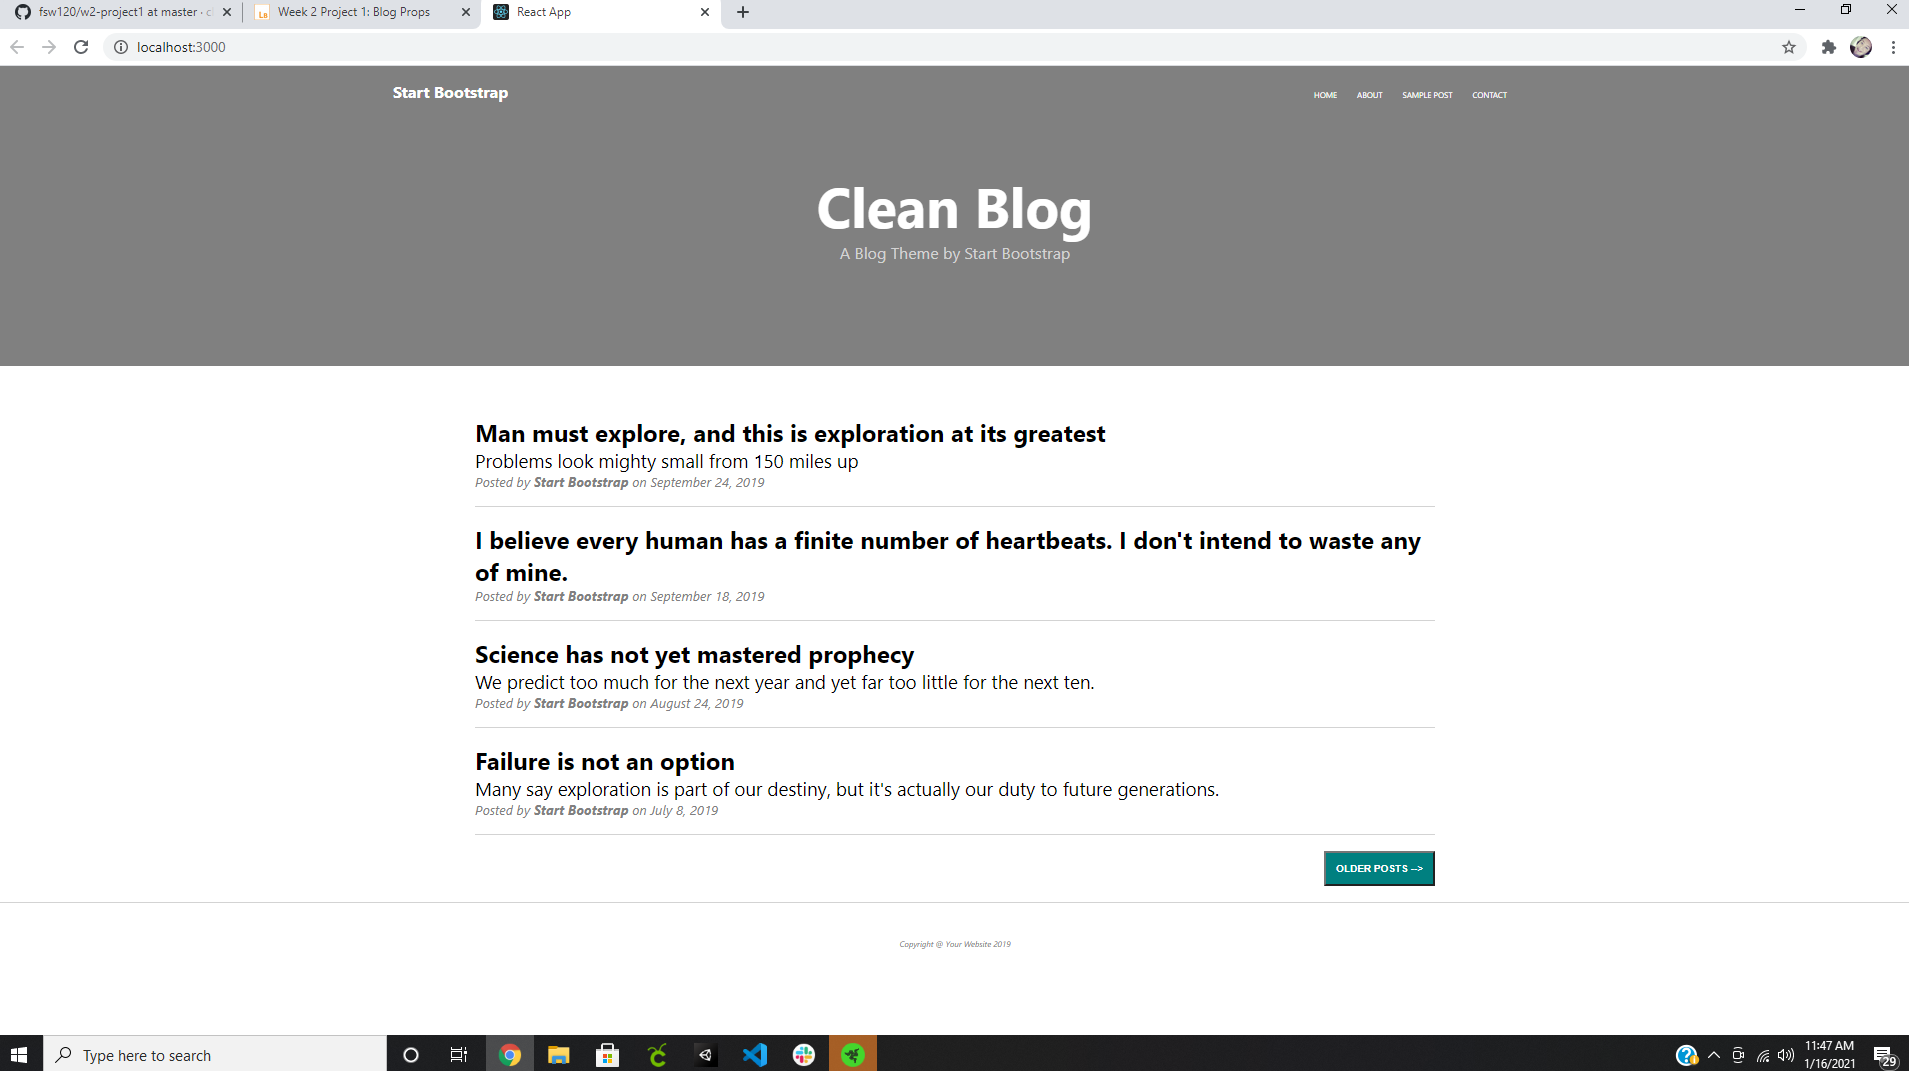 fsw120/w2-project1 at master ·
Week 2 Project 1: Blog Props
React App
localhost:3000
Start Bootstrap
HOME
ABOUT
SAMPLE POST
CONTACT
Clean Blog
A Blog Theme by Start Bootstrap
Man must explore, and this is exploration at its greatest
Problems look mighty small from 150 miles up
Posted by Start Bootstrap on September 24, 2019
I believe every human has a finite number of heartbeats. I don't intend to waste any
of mine.
Posted by Start Bootstrap on September 18, 2019
Science has not yet mastered prophecy
We predict too much for the next year and yet far too little for the next ten.
Posted by Start Bootstrap on August 24, 2019
Failure is not an option
Many say exploration is part of our destiny, but it's actually our duty to future generations.
Posted by Start Bootstrap on July 8, 2019
OLDER POSTS -->
Copyright @ Your Website 2019
Type here to search
11:47 AM
1/16/2021
29